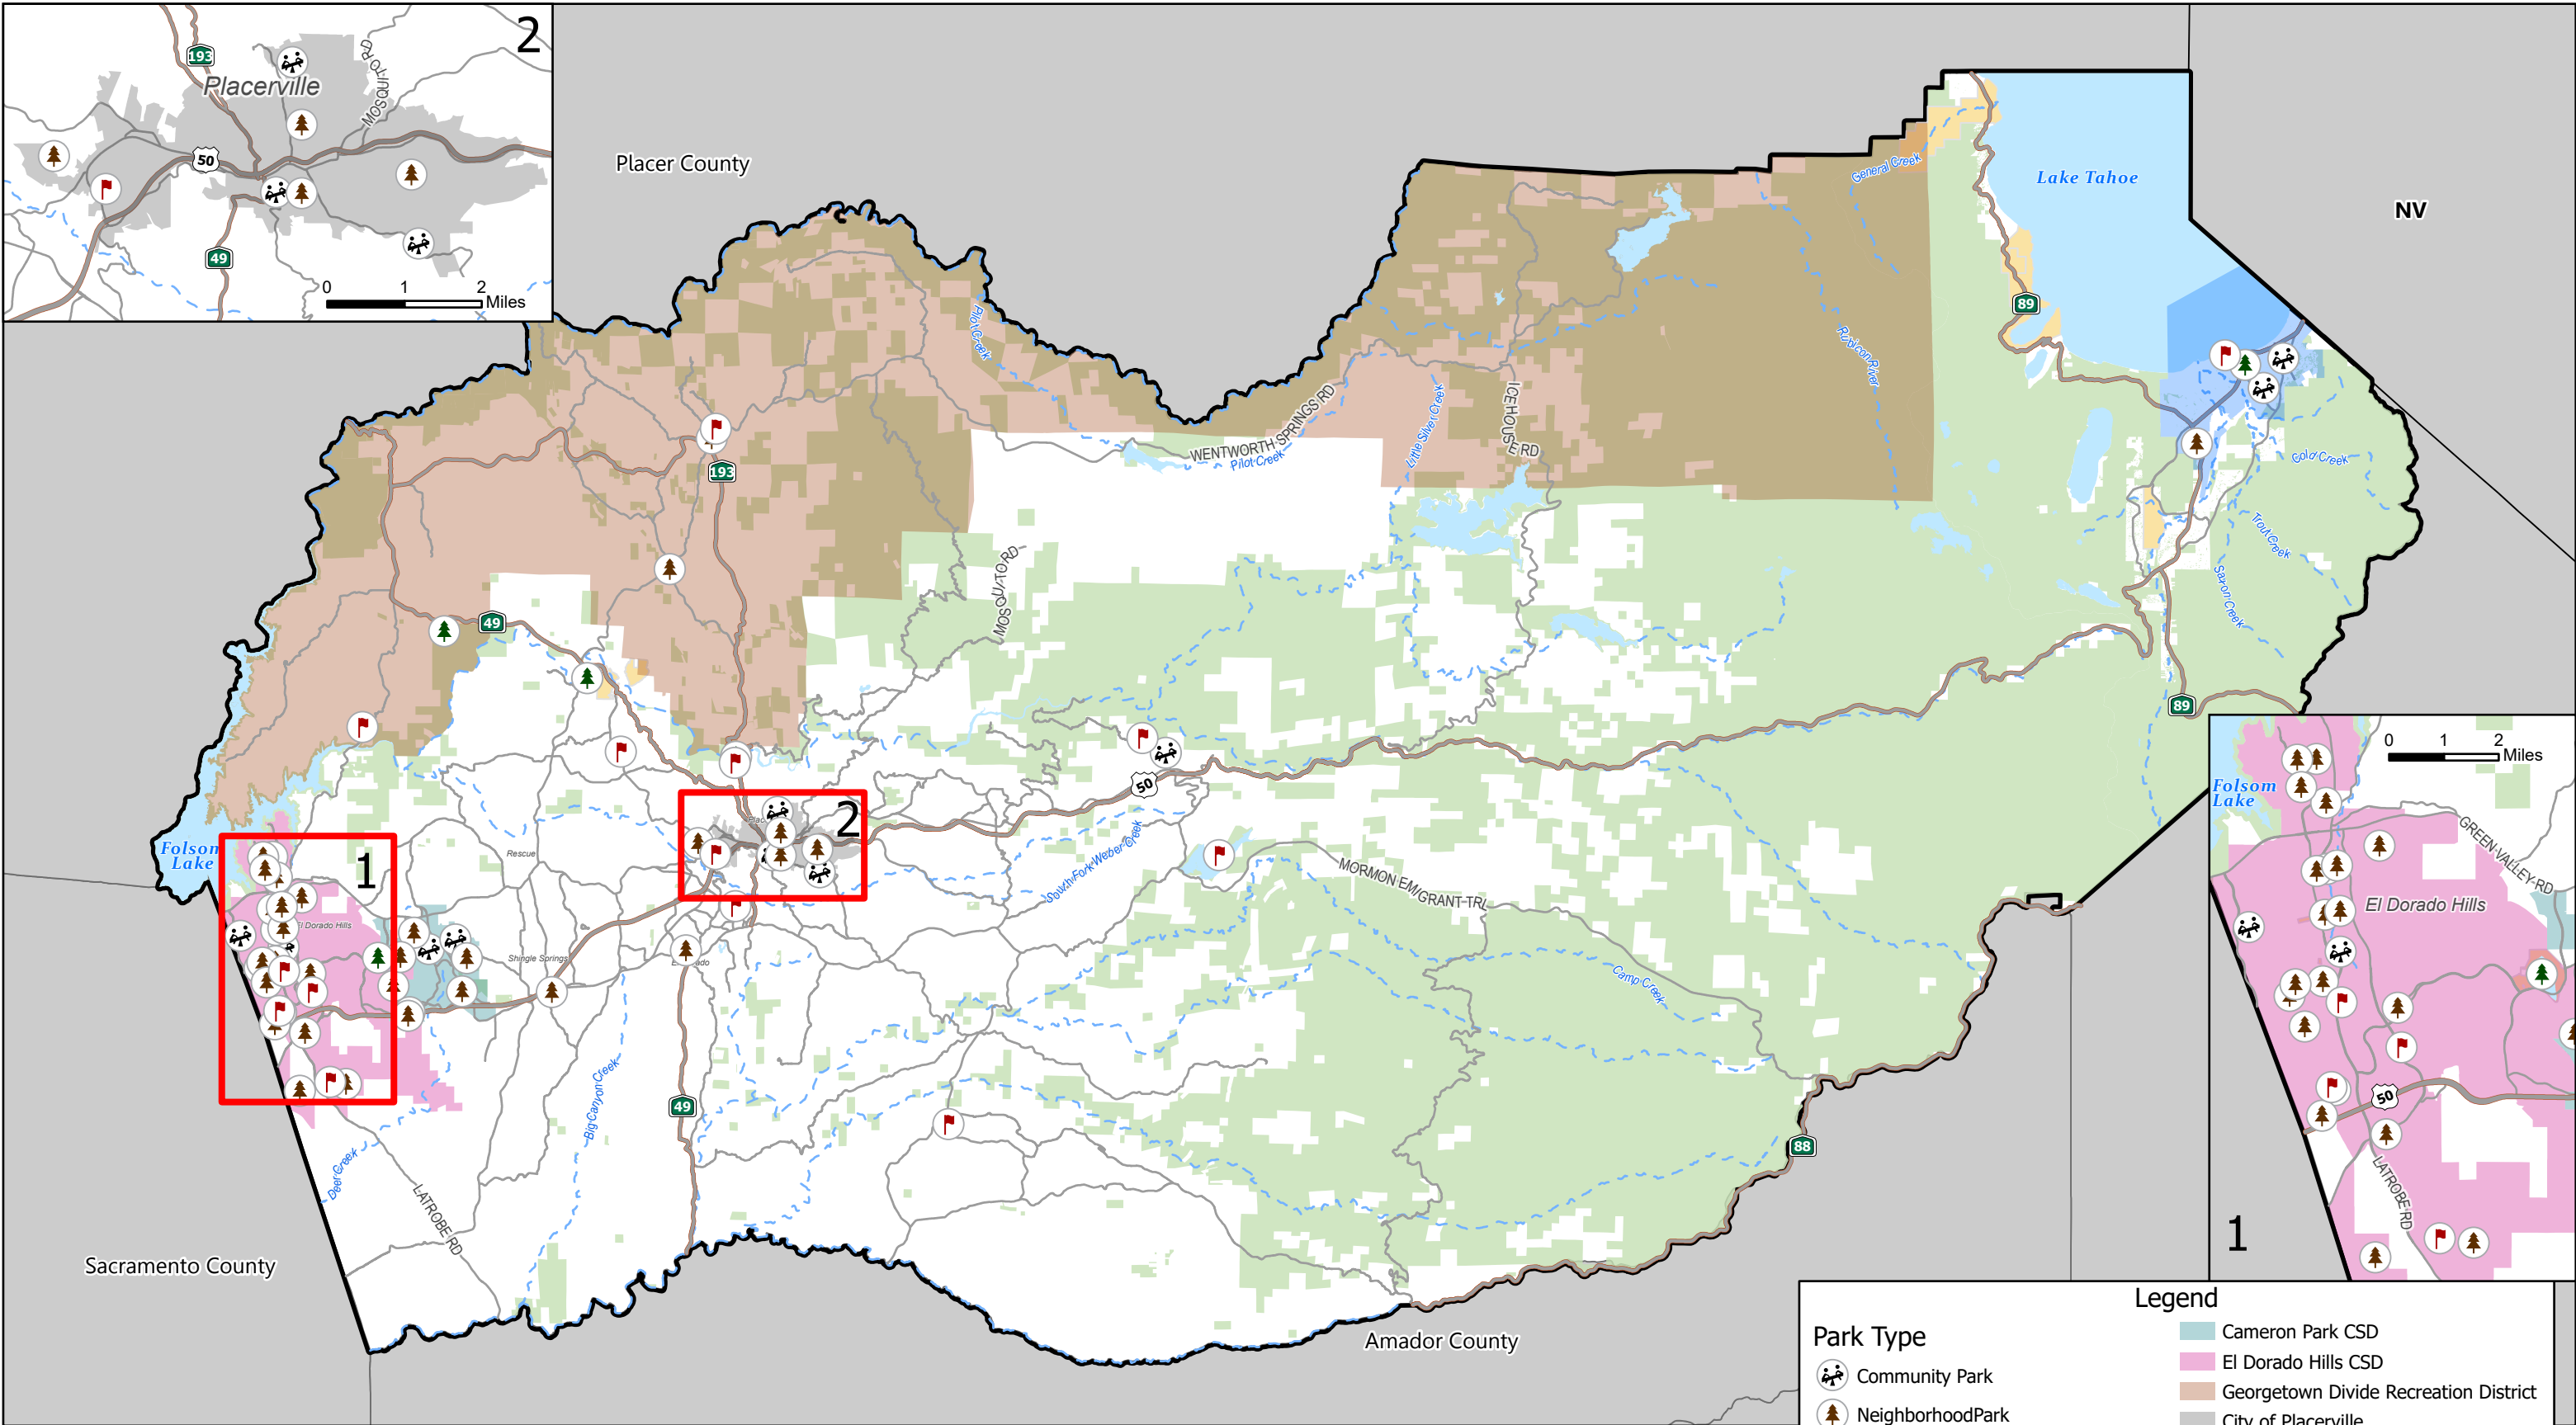 2
193
Placerville
MOSQUITO RD
50
49
0 1 2 Miles
Placer County
NV
Lake Tahoe
General Creek
89
Rubicon River
Pilot Creek
WENTWORTH SPRINGS RD
Pilot Creek
Little Silver Creek
ICE HOUSE RD
193
Cold Creek
Trout Creek
Saxon Creek
MOSQUITO RD
49
89
50
2
Folsom
Lake
1
Rescue
El Dorado Hills
Shingle Springs
South Fork Weber Creek
MORMON EMIGRANT TRL
Camp Creek
Big Canyon Creek
49
88
Deer Creek
LATROBE RD
Sacramento County
Amador County
0 1 2 Miles
Folsom
Lake
GREEN VALLEY RD
El Dorado Hills
50
LATROBE RD
1
Legend
Park Type
Community Park
NeighborhoodPark
Cameron Park CSD
El Dorado Hills CSD
Georgetown Divide Recreation District
City of Placerville